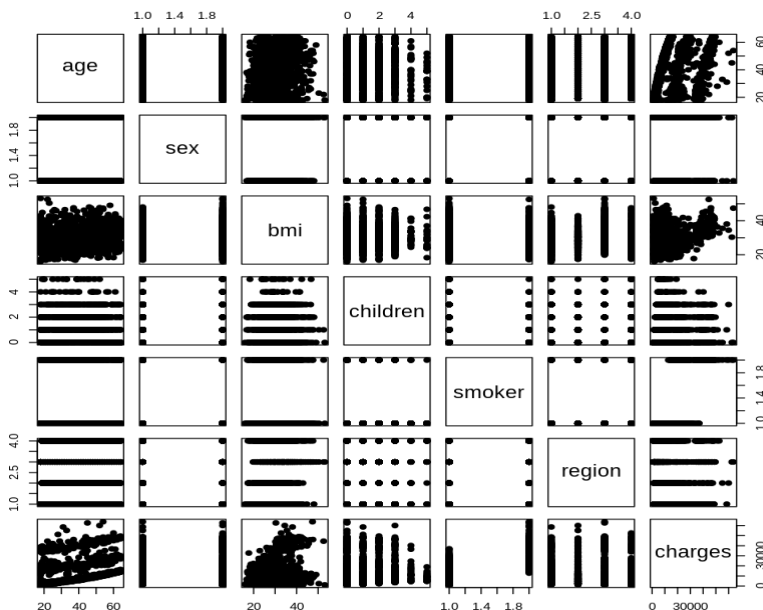 1.0 1.4 1.8 0 2 4 1.0 2.5 4.0
age 20 40 60
1.0 1.4 1.8 sex
bmi 20 40
0 2 4 children
smoker 1.0 1.4 1.8
1.0 2.5 4.0 region
charges 0 30000
20 40 60 20 40 1.0 1.4 1.8 0 30000